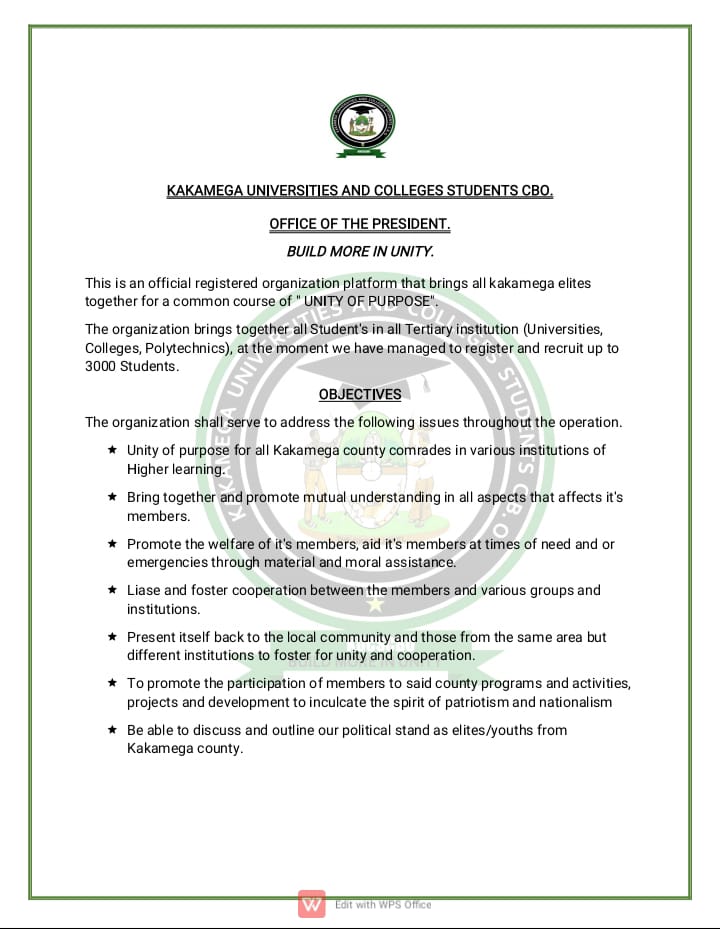 KAKAMEGA UNIVERSITIES AND COLLEGES STUDENTS CBO.
OFFICE OF THE PRESIDENT.
BUILD MORE IN UNITY.
This is an official registered organization platform that brings all kakamega elites
together for a common course of " UNITY OF PURPOSE".
The organization brings together all Student's in all Tertiary institution (Universities,
Colleges, Polytechnics), at the moment we have managed to register and recruit up to
3000 Students.
OBJECTIVES
The organization shall serve to address the following issues throughout the operation.
★ Unity of purpose for all Kakamega county comrades in various institutions of
Higher learning.
★ Bring together and promote mutual understanding in all aspects that affects it's
members.
★ Promote the welfare of it's members, aid it's members at times of need and or
emergencies through material and moral assistance.
★ Liase and foster cooperation between the members and various groups and
institutions.
★ Present itself back to the local community and those from the same area but
different institutions to foster for unity and cooperation.
★ To promote the participation of members to said county programs and activities,
projects and development to inculcate the spirit of patriotism and nationalism
★ Be able to discuss and outline our political stand as elites/youths from
Kakamega county.
KAKAMEGA UNIVERSITIES AND COLLEGES STUDENTS CB.O
BUILD MORE IN UNITY
W Edit with WPS Office